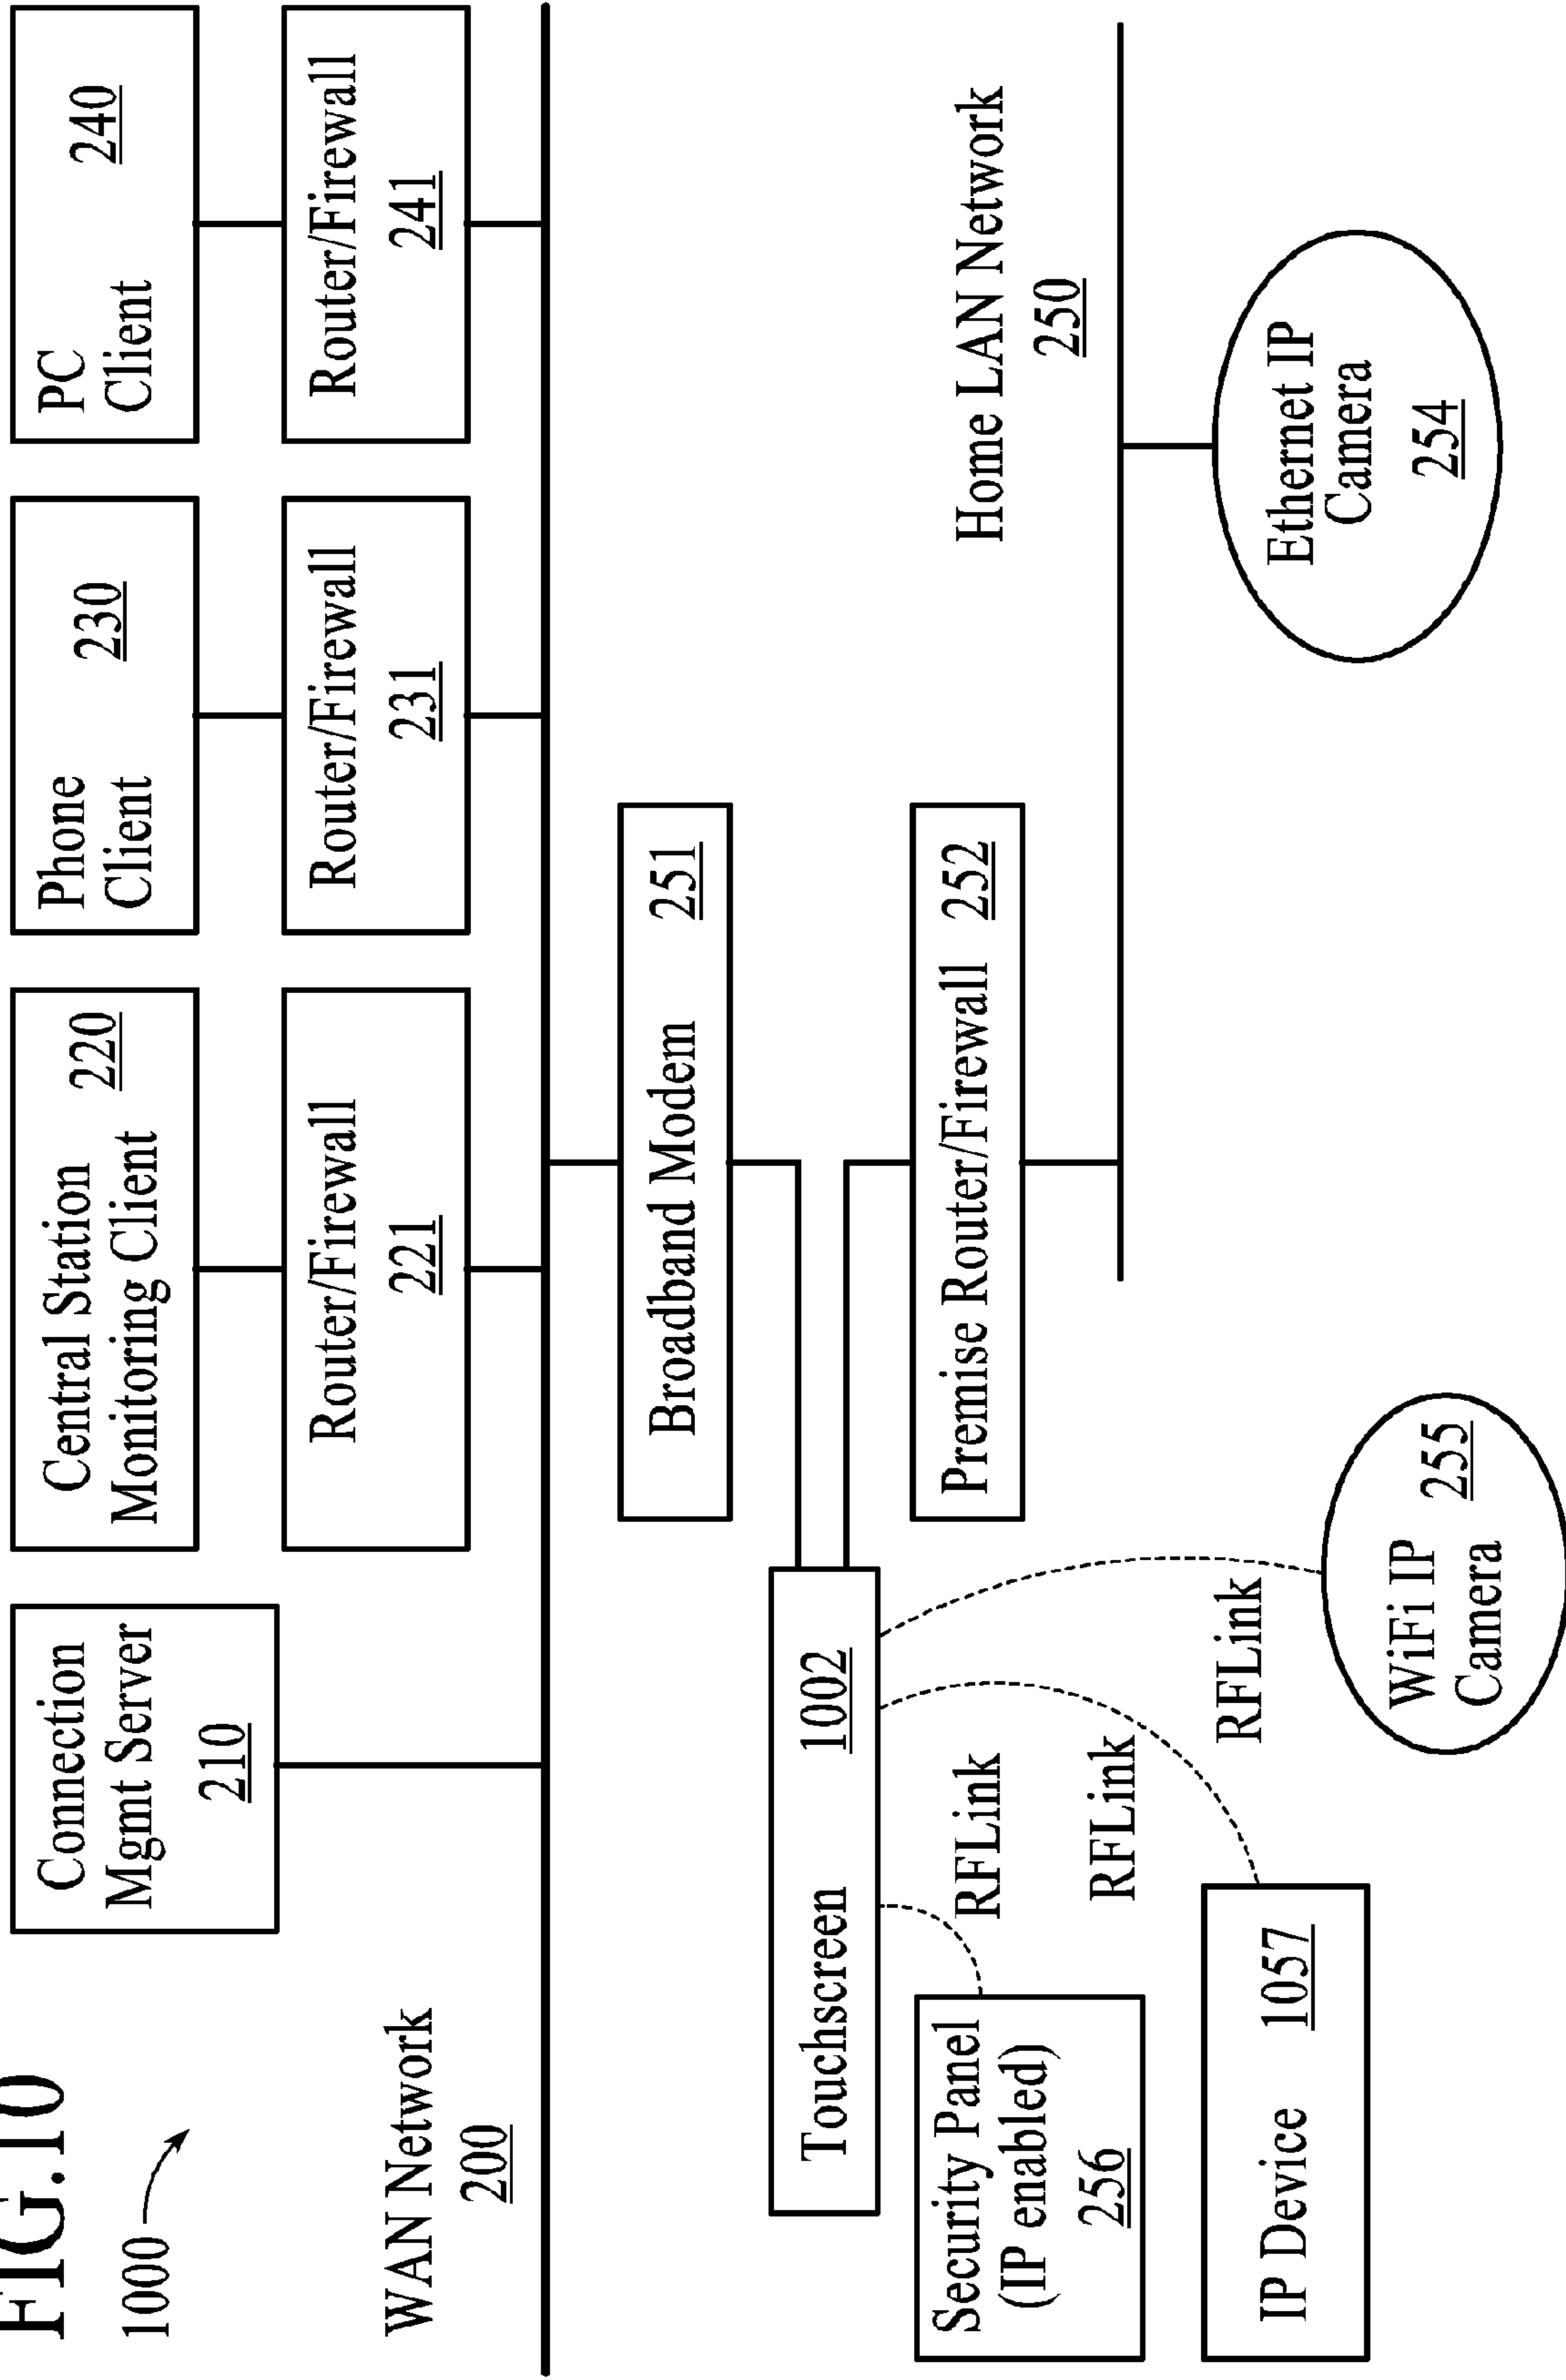 FIG.10
1000
Connection
Mgmt Server
210
Central Station
Monitoring Client
220
Phone
Client
230
PC
Client
240
Router/Firewall
221
Router/Firewall
231
Router/Firewall
241
WAN Network
200
Broadband Modem 251
Touchscreen 1002
Premise Router/Firewall 252
Home LAN Network
250
Security Panel
(IP enabled)
256
RFLink
RFLink
RFLink
IP Device 1057
WiFi IP
Camera
255
Ethernet IP
Camera
254